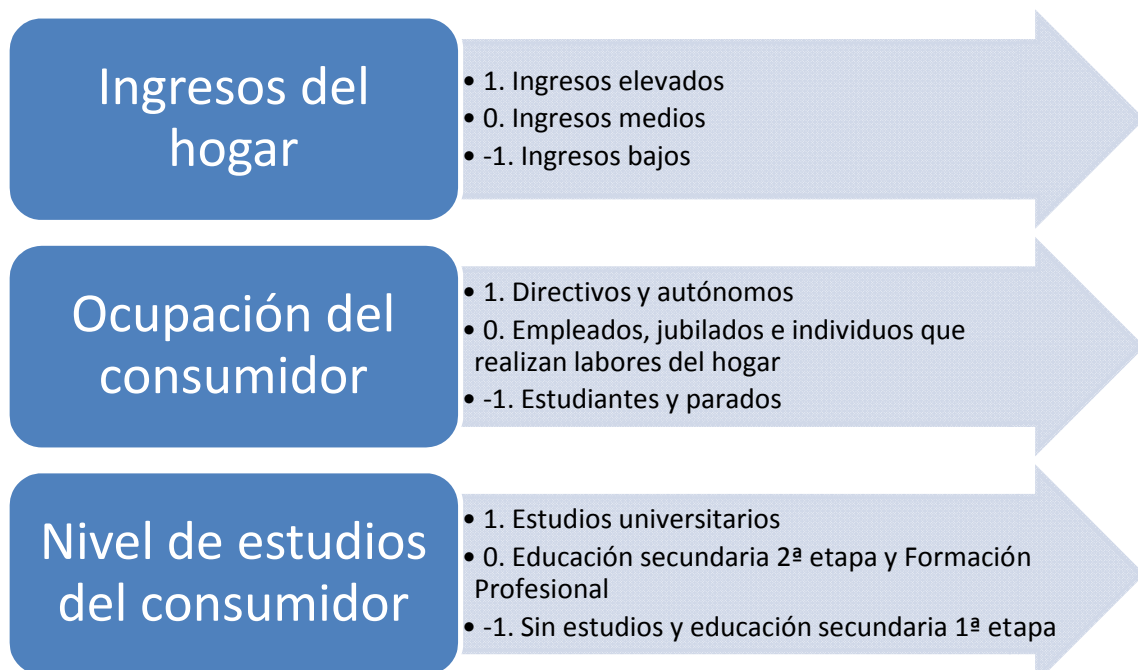 Ingresos del
hogar
• 1. Ingresos elevados
• 0. Ingresos medios
• -1. Ingresos bajos
Ocupación del
consumidor
• 1. Directivos y autónomos
• 0. Empleados, jubilados e individuos que
realizan labores del hogar
• -1. Estudiantes y parados
Nivel de estudios
del consumidor
• 1. Estudios universitarios
• 0. Educación secundaria 2ª etapa y Formación
Profesional
• -1. Sin estudios y educación secundaria 1ª etapa